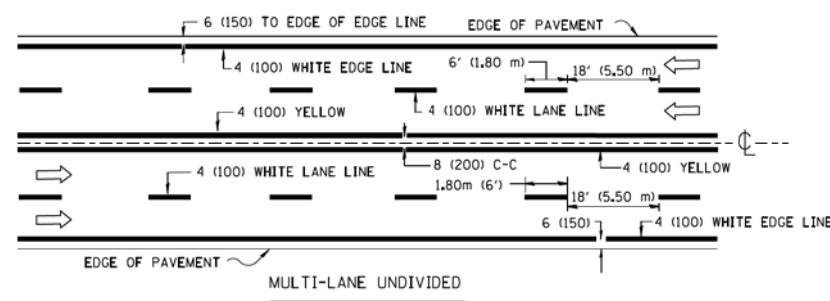 6 (150) TO EDGE OF EDGE LINE
EDGE OF PAVEMENT
4 (100) WHITE EDGE LINE
6' (1.80 m)
18' (5.50 m)
4 (100) YELLOW
4 (100) WHITE LANE LINE
℄
4 (100) WHITE LANE LINE
8 (200) C-C
4 (100) YELLOW
1.80m (6')
18' (5.50 m)
6 (150)
4 (100) WHITE EDGE LINE
EDGE OF PAVEMENT
MULTI-LANE UNDIVIDED